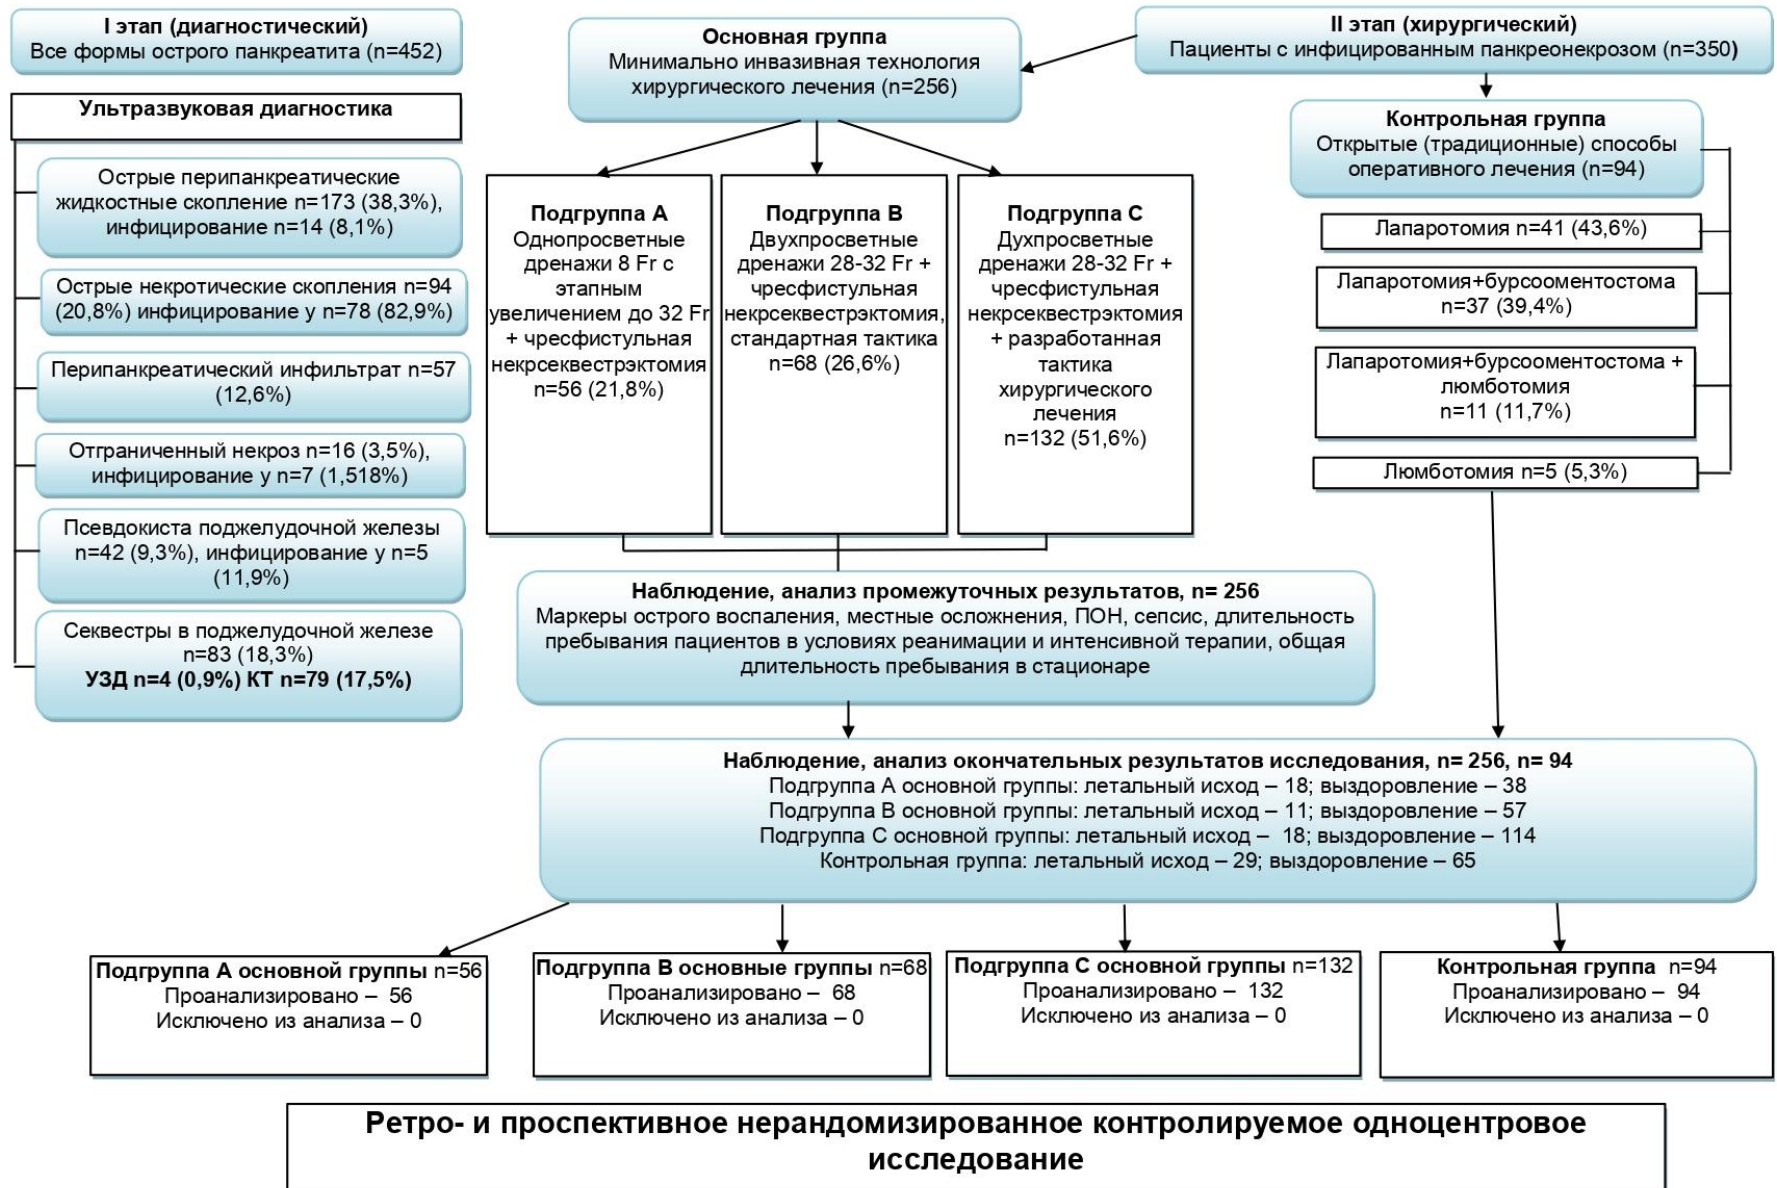 I этап (диагностический)
Все формы острого панкреатита (n=452)
Ультразвуковая диагностика
Острые перипанкреатические
жидкостные скопление n=173 (38,3%),
инфицирование n=14 (8,1%)
Острые некротические скопления n=94
(20,8%) инфицирование у n=78 (82,9%)
Перипанкреатический инфильтрат n=57
(12,6%)
Отграниченный некроз n=16 (3,5%),
инфицирование у n=7 (1,518%)
Псевдокиста поджелудочной железы
n=42 (9,3%), инфицирование у n=5
(11,9%)
Секвестры в поджелудочной железе
n=83 (18,3%)
УЗД n=4 (0,9%) КТ n=79 (17,5%)
Основная группа
Минимально инвазивная технология
хирургического лечения (n=256)
II этап (хирургический)
Пациенты с инфицированным панкреонекрозом (n=350)
Контрольная группа
Открытые (традиционные) способы
оперативного лечения (n=94)
Подгруппа А
Однопросветные
дренажи 8 Fr с
этапным
увеличением до 32 Fr
+ чресфистульная
некрсеквестрэктомия
n=56 (21,8%)
Подгруппа В
Двухпросветные
дренажи 28-32 Fr +
чресфистульная
некрсеквестрэктомия,
стандартная тактика
n=68 (26,6%)
Подгруппа С
Духпросветные
дренажи 28-32 Fr +
чресфистульная
некрсеквестрэктомия
+ разработанная
тактика
хирургического
лечения
n=132 (51,6%)
Лапаротомия n=41 (43,6%)
Лапаротомия+бурсооментостома
n=37 (39,4%)
Лапаротомия+бурсооментостома +
люмботомия
n=11 (11,7%)
Люмботомия n=5 (5,3%)
Наблюдение, анализ промежуточных результатов, n= 256
Маркеры острого воспаления, местные осложнения, ПОН, сепсис, длительность
пребывания пациентов в условиях реанимации и интенсивной терапии, общая
длительность пребывания в стационаре
Наблюдение, анализ окончательных результатов исследования, n= 256, n= 94
Подгруппа А основной группы: летальный исход – 18; выздоровление – 38
Подгруппа В основной группы: летальный исход – 11; выздоровление – 57
Подгруппа С основной группы: летальный исход – 18; выздоровление – 114
Контрольная группа: летальный исход – 29; выздоровление – 65
Подгруппа А основной группы n=56
Проанализировано – 56
Исключено из анализа – 0
Подгруппа В основные группы n=68
Проанализировано – 68
Исключено из анализа – 0
Подгруппа С основной группы n=132
Проанализировано – 132
Исключено из анализа – 0
Контрольная группа n=94
Проанализировано – 94
Исключено из анализа – 0
Ретро- и проспективное нерандомизированное контролируемое одноцентровое
исследование